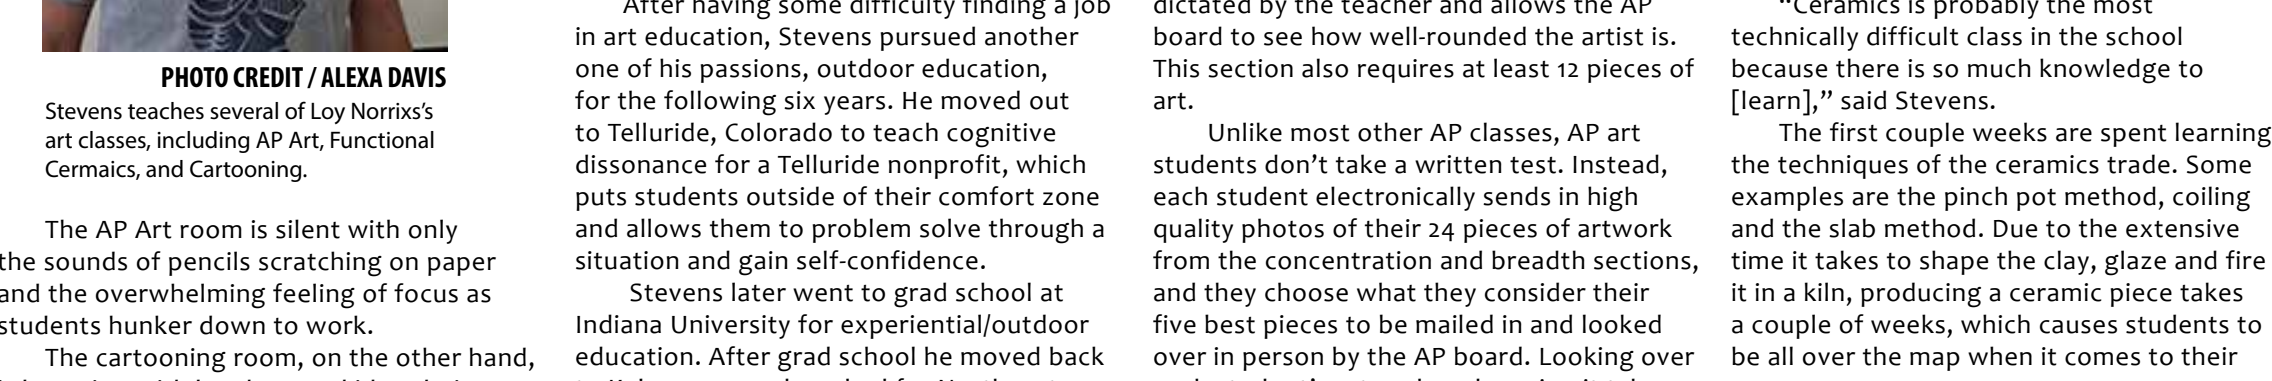 PHOTO CREDIT / ALEXA DAVIS
Stevens teaches several of Loy Norrixs’s
art classes, including AP Art, Functional
Cermaics, and Cartooning.
The AP Art room is silent with only
the sounds of pencils scratching on paper
and the overwhelming feeling of focus as
students hunker down to work.
The cartooning room, on the other hand,
After having some difficulty finding a job
in art education, Stevens pursued another
one of his passions, outdoor education,
for the following six years. He moved out
to Telluride, Colorado to teach cognitive
dissonance for a Telluride nonprofit, which
puts students outside of their comfort zone
and allows them to problem solve through a
situation and gain self-confidence.
Stevens later went to grad school at
Indiana University for experiential/outdoor
education. After grad school he moved back
dictated by the teacher and allows the AP
board to see how well-rounded the artist is.
This section also requires at least 12 pieces of
art.
Unlike most other AP classes, AP art
students don’t take a written test. Instead,
each student electronically sends in high
quality photos of their 24 pieces of artwork
from the concentration and breadth sections,
and they choose what they consider their
five best pieces to be mailed in and looked
over in person by the AP board. Looking over
“Ceramics is probably the most
technically difficult class in the school
because there is so much knowledge to
[learn],” said Stevens.
The first couple weeks are spent learning
the techniques of the ceramics trade. Some
examples are the pinch pot method, coiling
and the slab method. Due to the extensive
time it takes to shape the clay, glaze and fire
it in a kiln, producing a ceramic piece takes
a couple of weeks, which causes students to
be all over the map when it comes to their